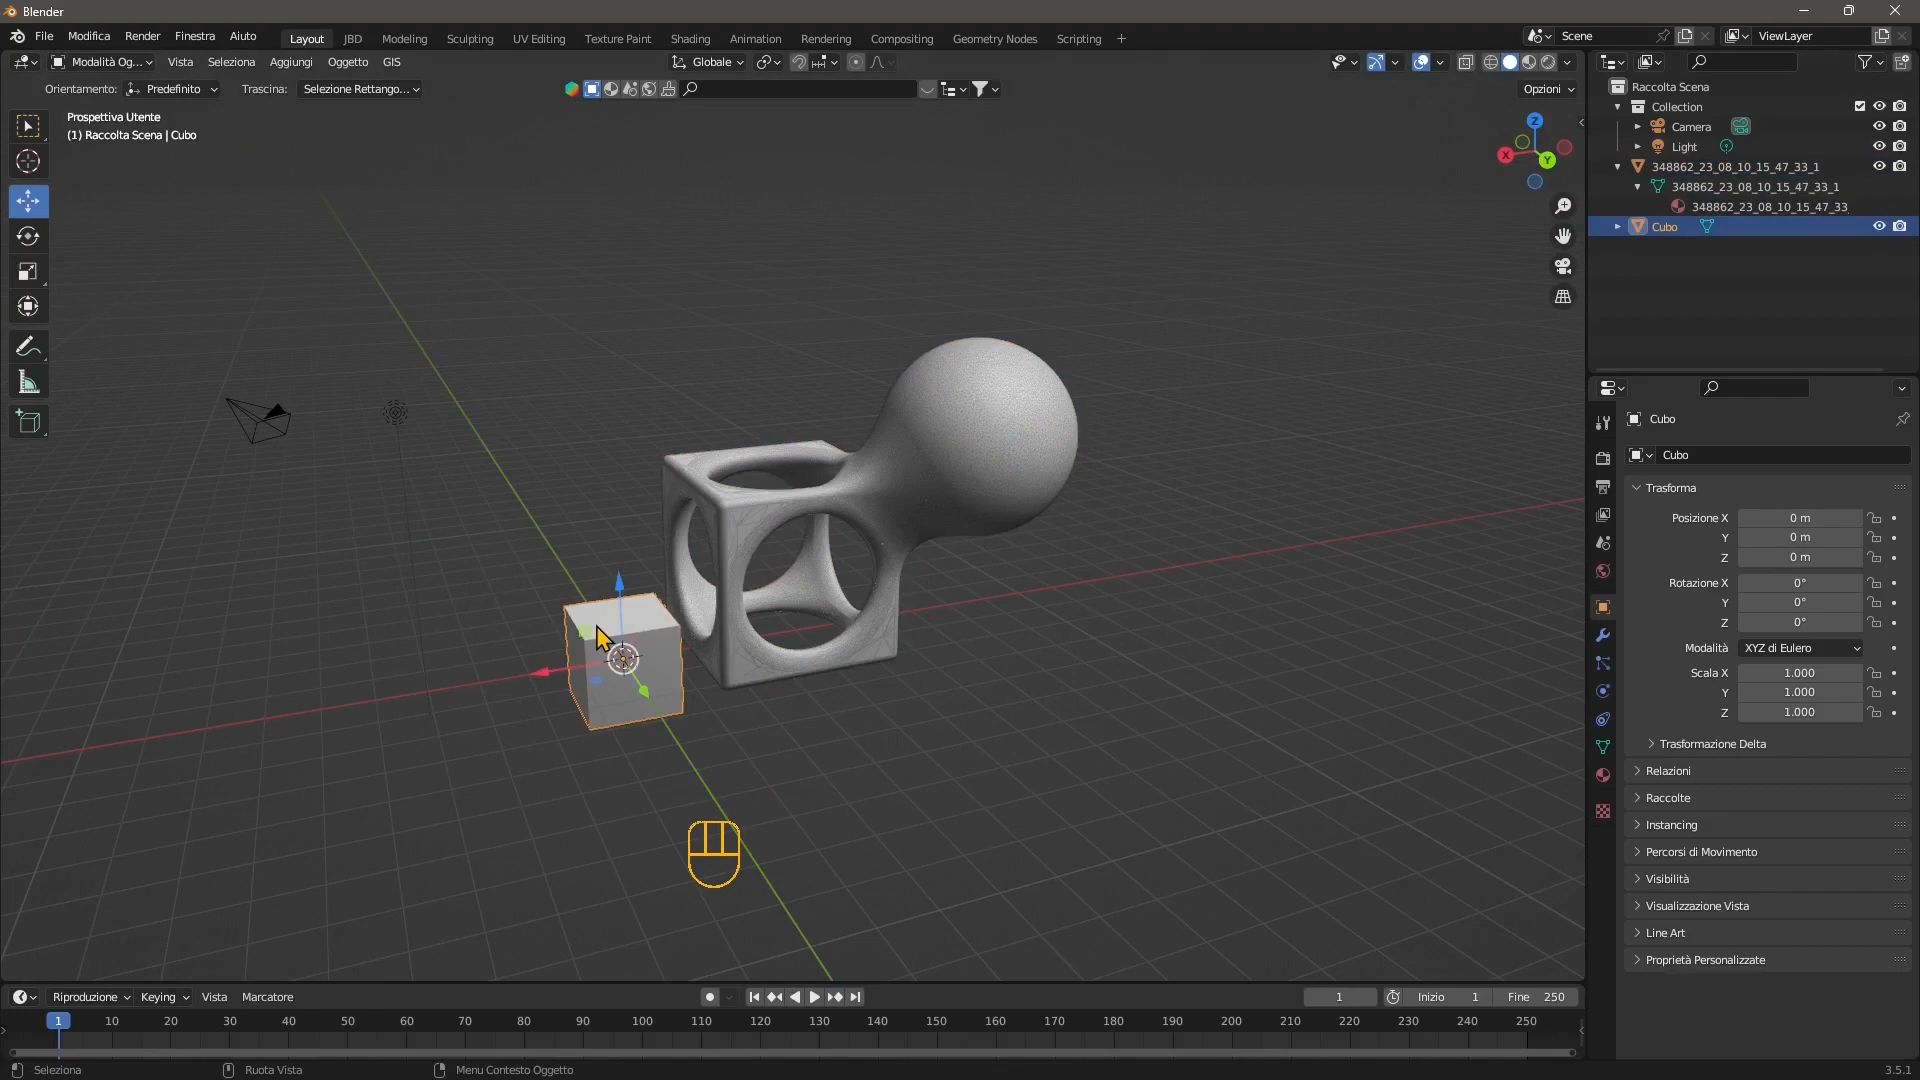 Blender
File Modifica Render Finestra Aiuto Layout JBD Modeling Sculpting UV Editing Texture Paint Shading Animation Rendering Compositing Geometry Nodes Scripting + Scene ViewLayer
Modalità Og... Vista Seleziona Aggiungi Oggetto GIS Globale
Orientamento: Predefinito Trascina: Selezione Rettango... Opzioni
Prospettiva Utente
(1) Raccolta Scena | Cubo
Z
X
Y
Raccolta Scena
Collection
Camera
Light
348862_23_08_10_15_47_33_1
348862_23_08_10_15_47_33_1
348862_23_08_10_15_47_33_
Cubo
Cubo
Cubo
Trasforma
Posizione X 0 m
Y 0 m
Z 0 m
Rotazione X 0°
Y 0°
Z 0°
Modalità XYZ di Eulero
Scala X 1.000
Y 1.000
Z 1.000
Trasformazione Delta
Relazioni
Raccolte
Instancing
Percorsi di Movimento
Visibilità
Visualizzazione Vista
Line Art
Proprietà Personalizzate
Riproduzione Keying Vista Marcatore 1 Inizio 1 Fine 250
1 10 20 30 40 50 60 70 80 90 100 110 120 130 140 150 160 170 180 190 200 210 220 230 240 250
Seleziona Ruota Vista Menu Contesto Oggetto 3.5.1